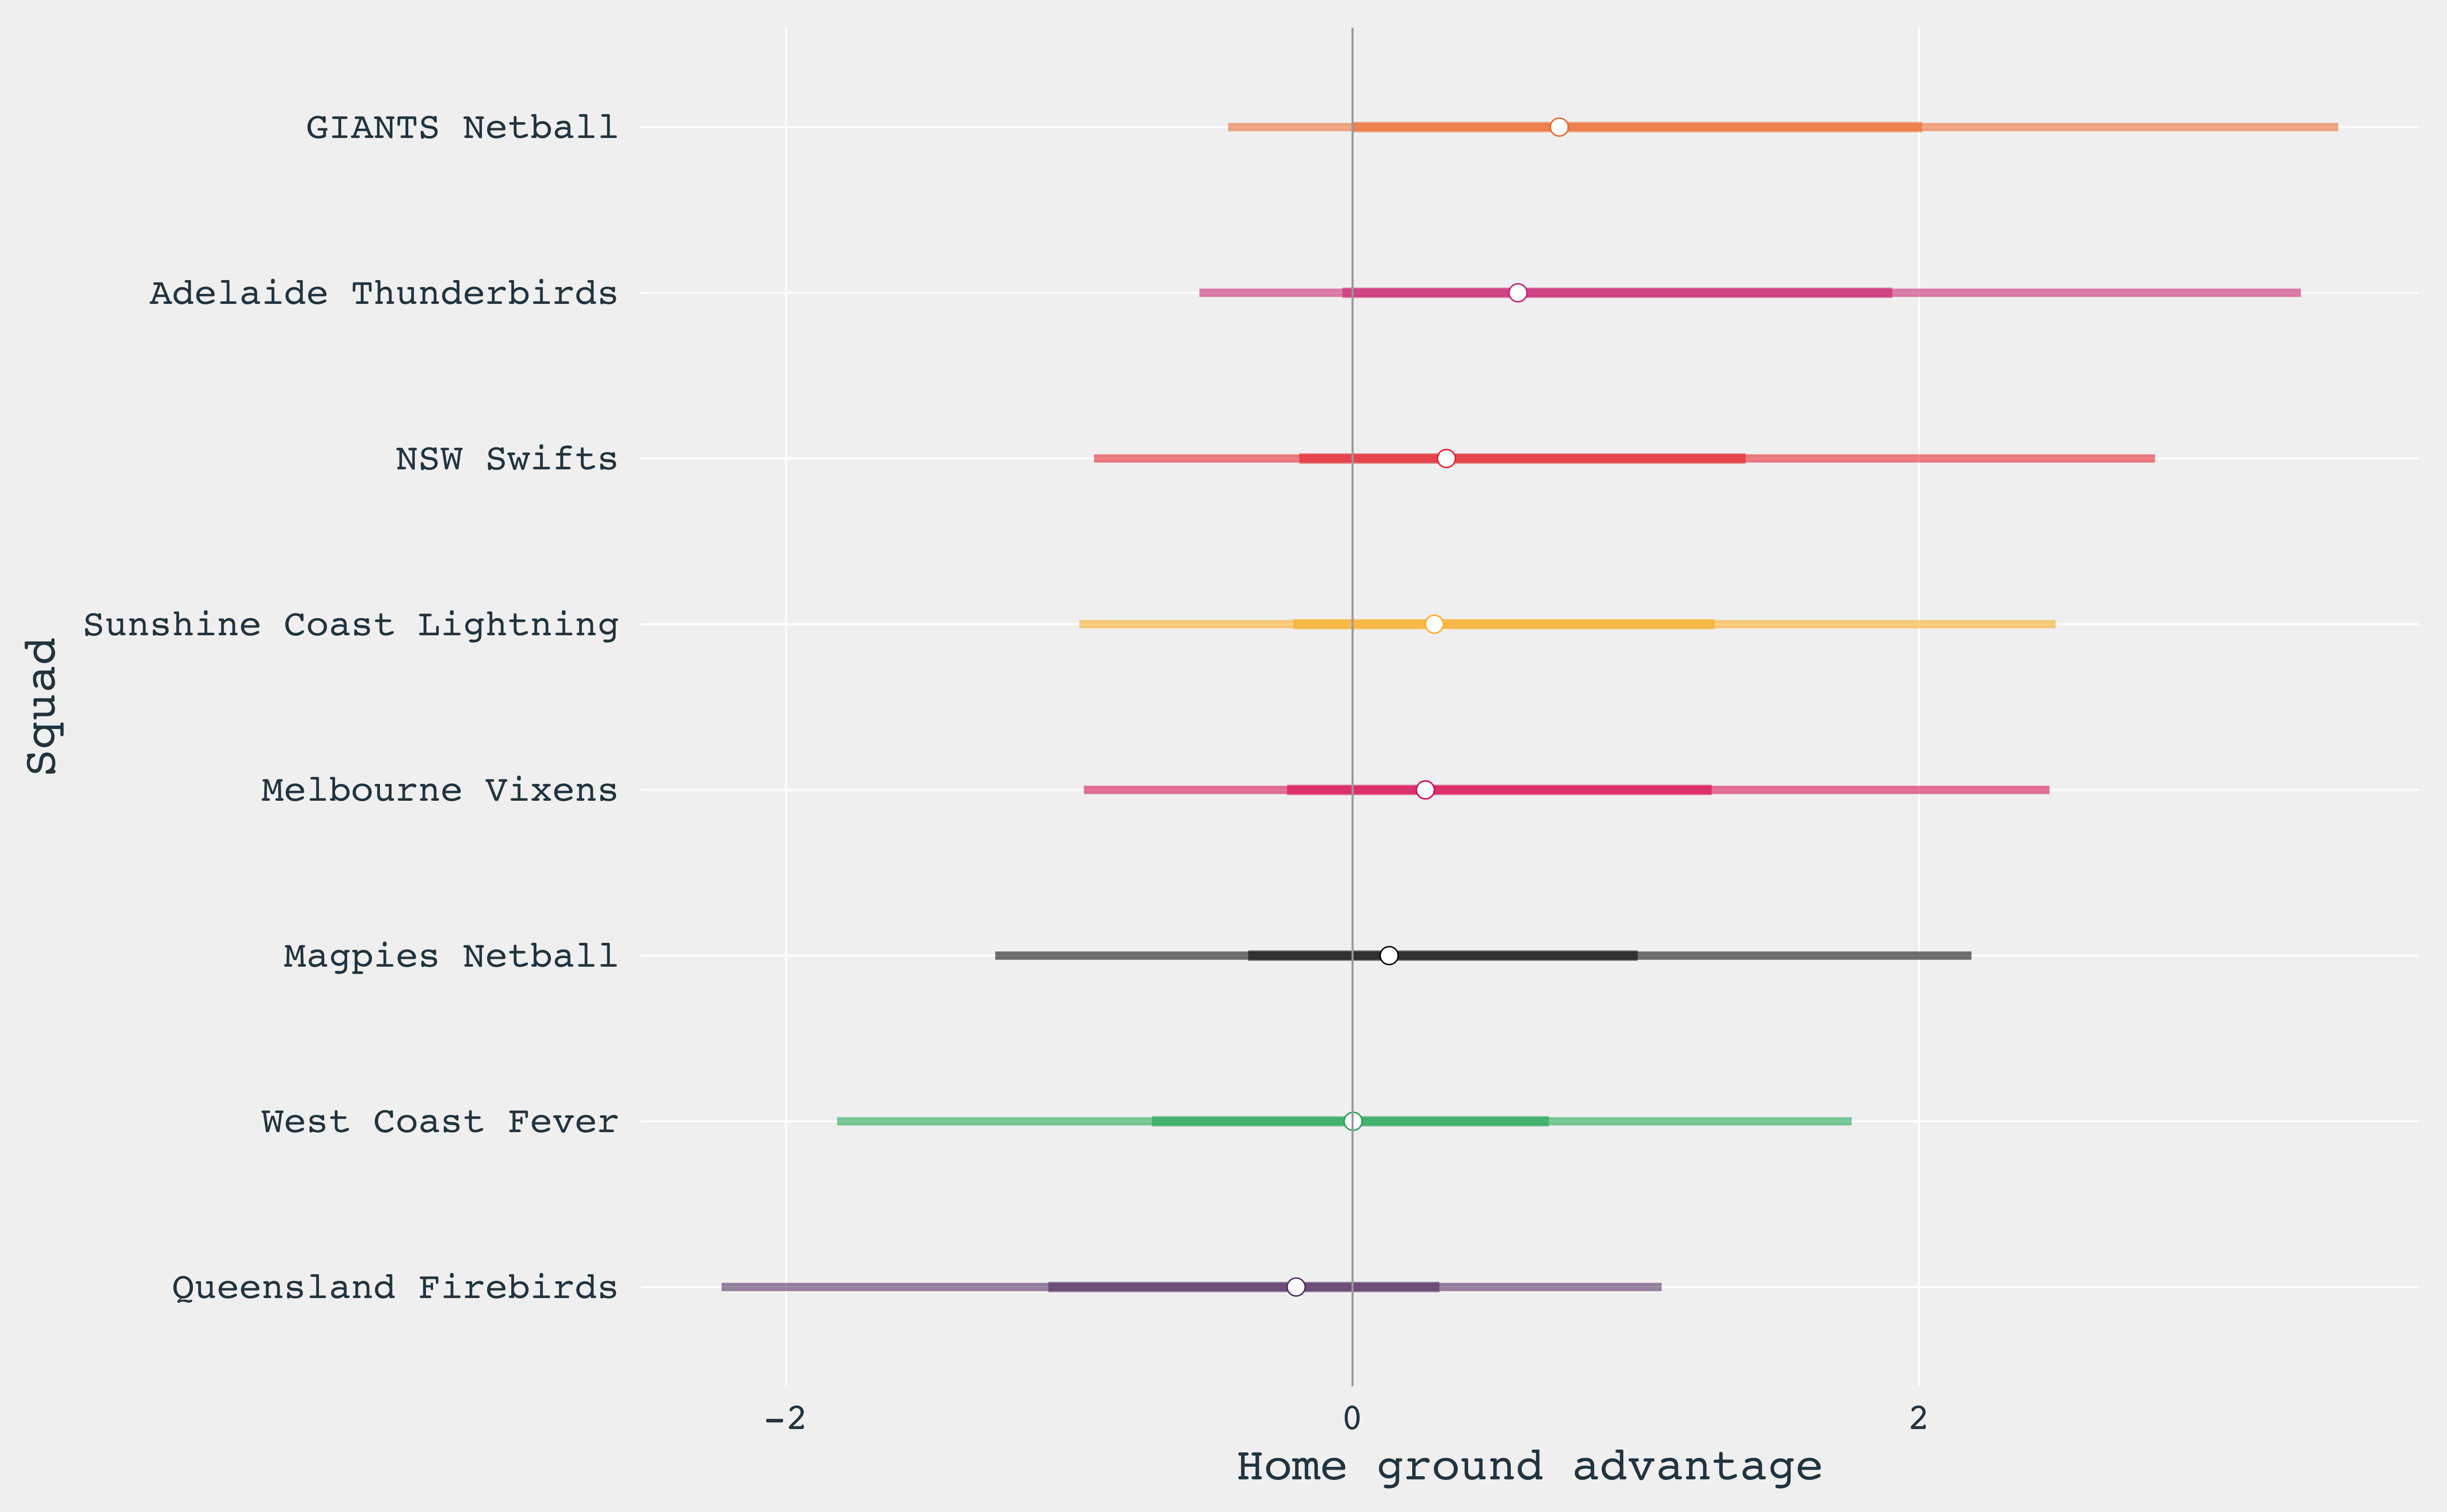 GIANTS Netball
Adelaide Thunderbirds
NSW Swifts
Sunshine Coast Lightning
Squad
Melbourne Vixens
Magpies Netball
West Coast Fever
Queensland Firebirds
-2 0 2
Home ground advantage